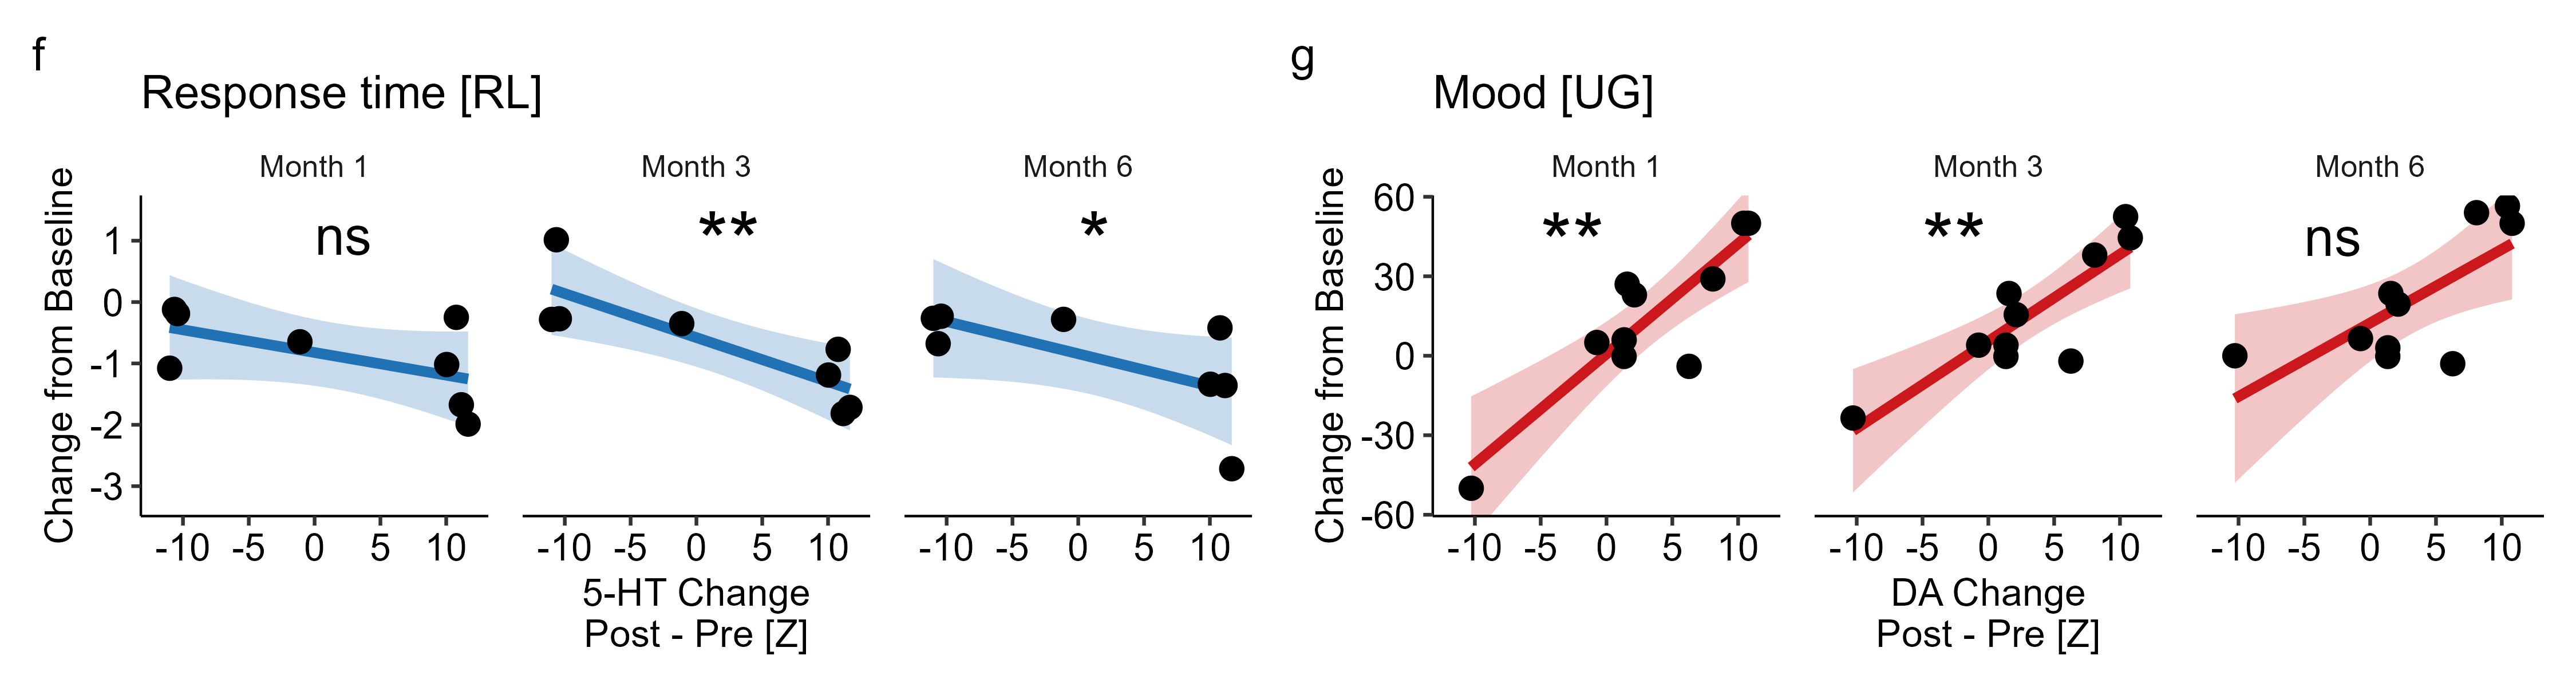 f
Response time [RL]
Change from Baseline
Month 1
Month 3
Month 6
ns
**
*
1
0
-1
-2
-3
-10 -5 0 5 10
-10 -5 0 5 10
-10 -5 0 5 10
5-HT Change
Post - Pre [Z]
g
Mood [UG]
Change from Baseline
Month 1
Month 3
Month 6
**
**
ns
60
30
0
-30
-60
-10 -5 0 5 10
-10 -5 0 5 10
-10 -5 0 5 10
DA Change
Post - Pre [Z]